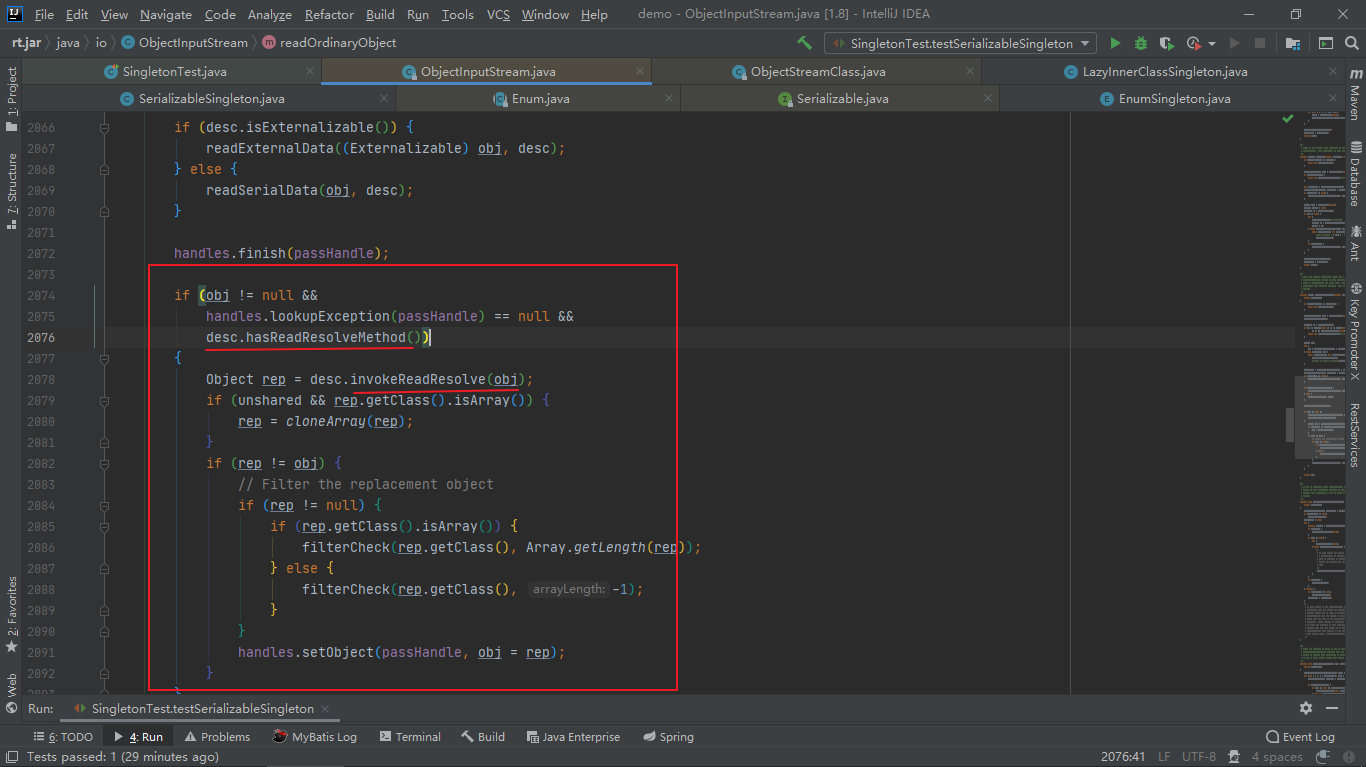 File Edit View Navigate Code Analyze Refactor Build Run Tools VCS Window Help demo - ObjectInputStream.java [1.8] - IntelliJ IDEA
rt.jar java io ObjectInputStream readOrdinaryObject SingletonTest.testSerializableSingleton
SingletonTest.java ObjectInputStream.java ObjectStreamClass.java LazyInnerClassSingleton.java
SerializableSingleton.java Enum.java Serializable.java EnumSingleton.java
1: Project
7: Structure
2: Favorites
Web
2066 if (desc.isExternalizable()) {
2067 readExternalData((Externalizable) obj, desc);
2068 } else {
2069 readSerialData(obj, desc);
2070 }
2071
2072 handles.finish(passHandle);
2073
2074 if (obj != null &&
2075 handles.lookupException(passHandle) == null &&
2076 desc.hasReadResolveMethod())
2077 {
2078 Object rep = desc.invokeReadResolve(obj);
2079 if (unshared && rep.getClass().isArray()) {
2080 rep = cloneArray(rep);
2081 }
2082 if (rep != obj) {
2083 // Filter the replacement object
2084 if (rep != null) {
2085 if (rep.getClass().isArray()) {
2086 filterCheck(rep.getClass(), Array.getLength(rep));
2087 } else {
2088 filterCheck(rep.getClass(), arrayLength: -1);
2089 }
2090 }
2091 handles.setObject(passHandle, obj = rep);
2092 }
2093 }
Maven
Database
Ant
Key Promoter X
RestServices
Run: SingletonTest.testSerializableSingleton
6: TODO 4: Run Problems MyBatis Log Terminal Build Java Enterprise Spring Event Log
Tests passed: 1 (29 minutes ago) 2076:41 LF UTF-8 4 spaces